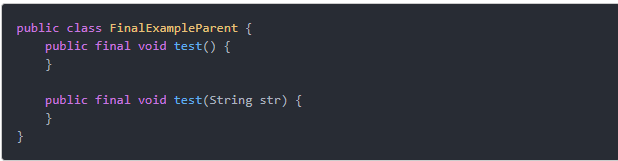 public class FinalExampleParent {
    public final void test() {
    }

    public final void test(String str) {
    }
}